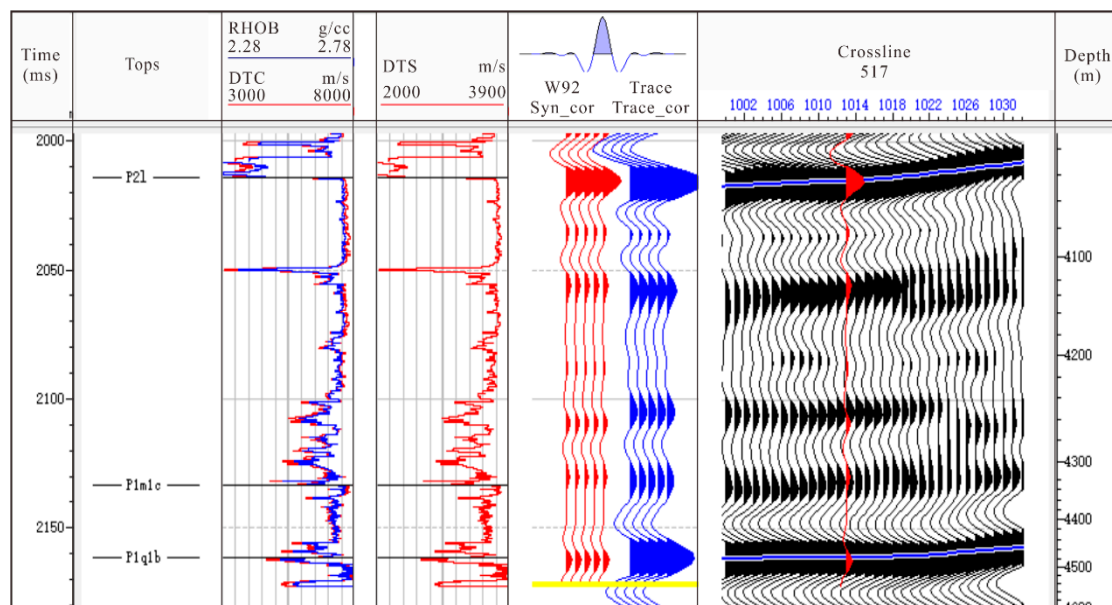 Time
(ms)
Tops
RHOB g/cc
2.28 2.78
DTC m/s
3000 8000
DTS m/s
2000 3900
W92 Trace
Syn_cor Trace_cor
Crossline
517
1002 1006 1010 1014 1018 1022 1026 1030
Depth
(m)
2000
P2l
2050
4100
4200
2100
4300
P1m1c
2150
4400
P1q1b
4500